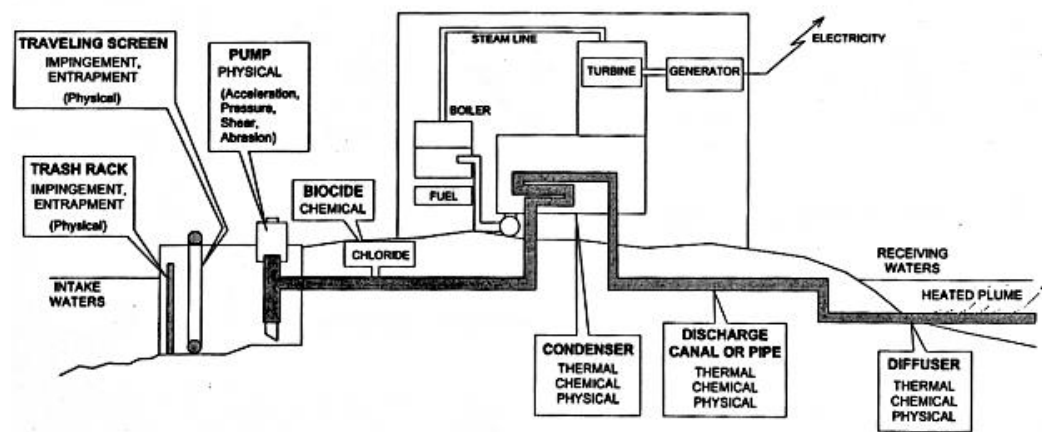 TRAVELING SCREEN
IMPINGEMENT,
ENTRAPMENT
(Physical)
PUMP
PHYSICAL
(Acceleration,
Pressure,
Shear,
Abrasion)
TRASH RACK
IMPINGEMENT,
ENTRAPMENT
(Physical)
BIOCIDE
CHEMICAL
CHLORIDE
INTAKE
WATERS
STEAM LINE
BOILER
FUEL
TURBINE
GENERATOR
ELECTRICITY
CONDENSER
THERMAL
CHEMICAL
PHYSICAL
DISCHARGE
CANAL OR PIPE
THERMAL
CHEMICAL
PHYSICAL
RECEIVING
WATERS
HEATED PLUME
DIFFUSER
THERMAL
CHEMICAL
PHYSICAL